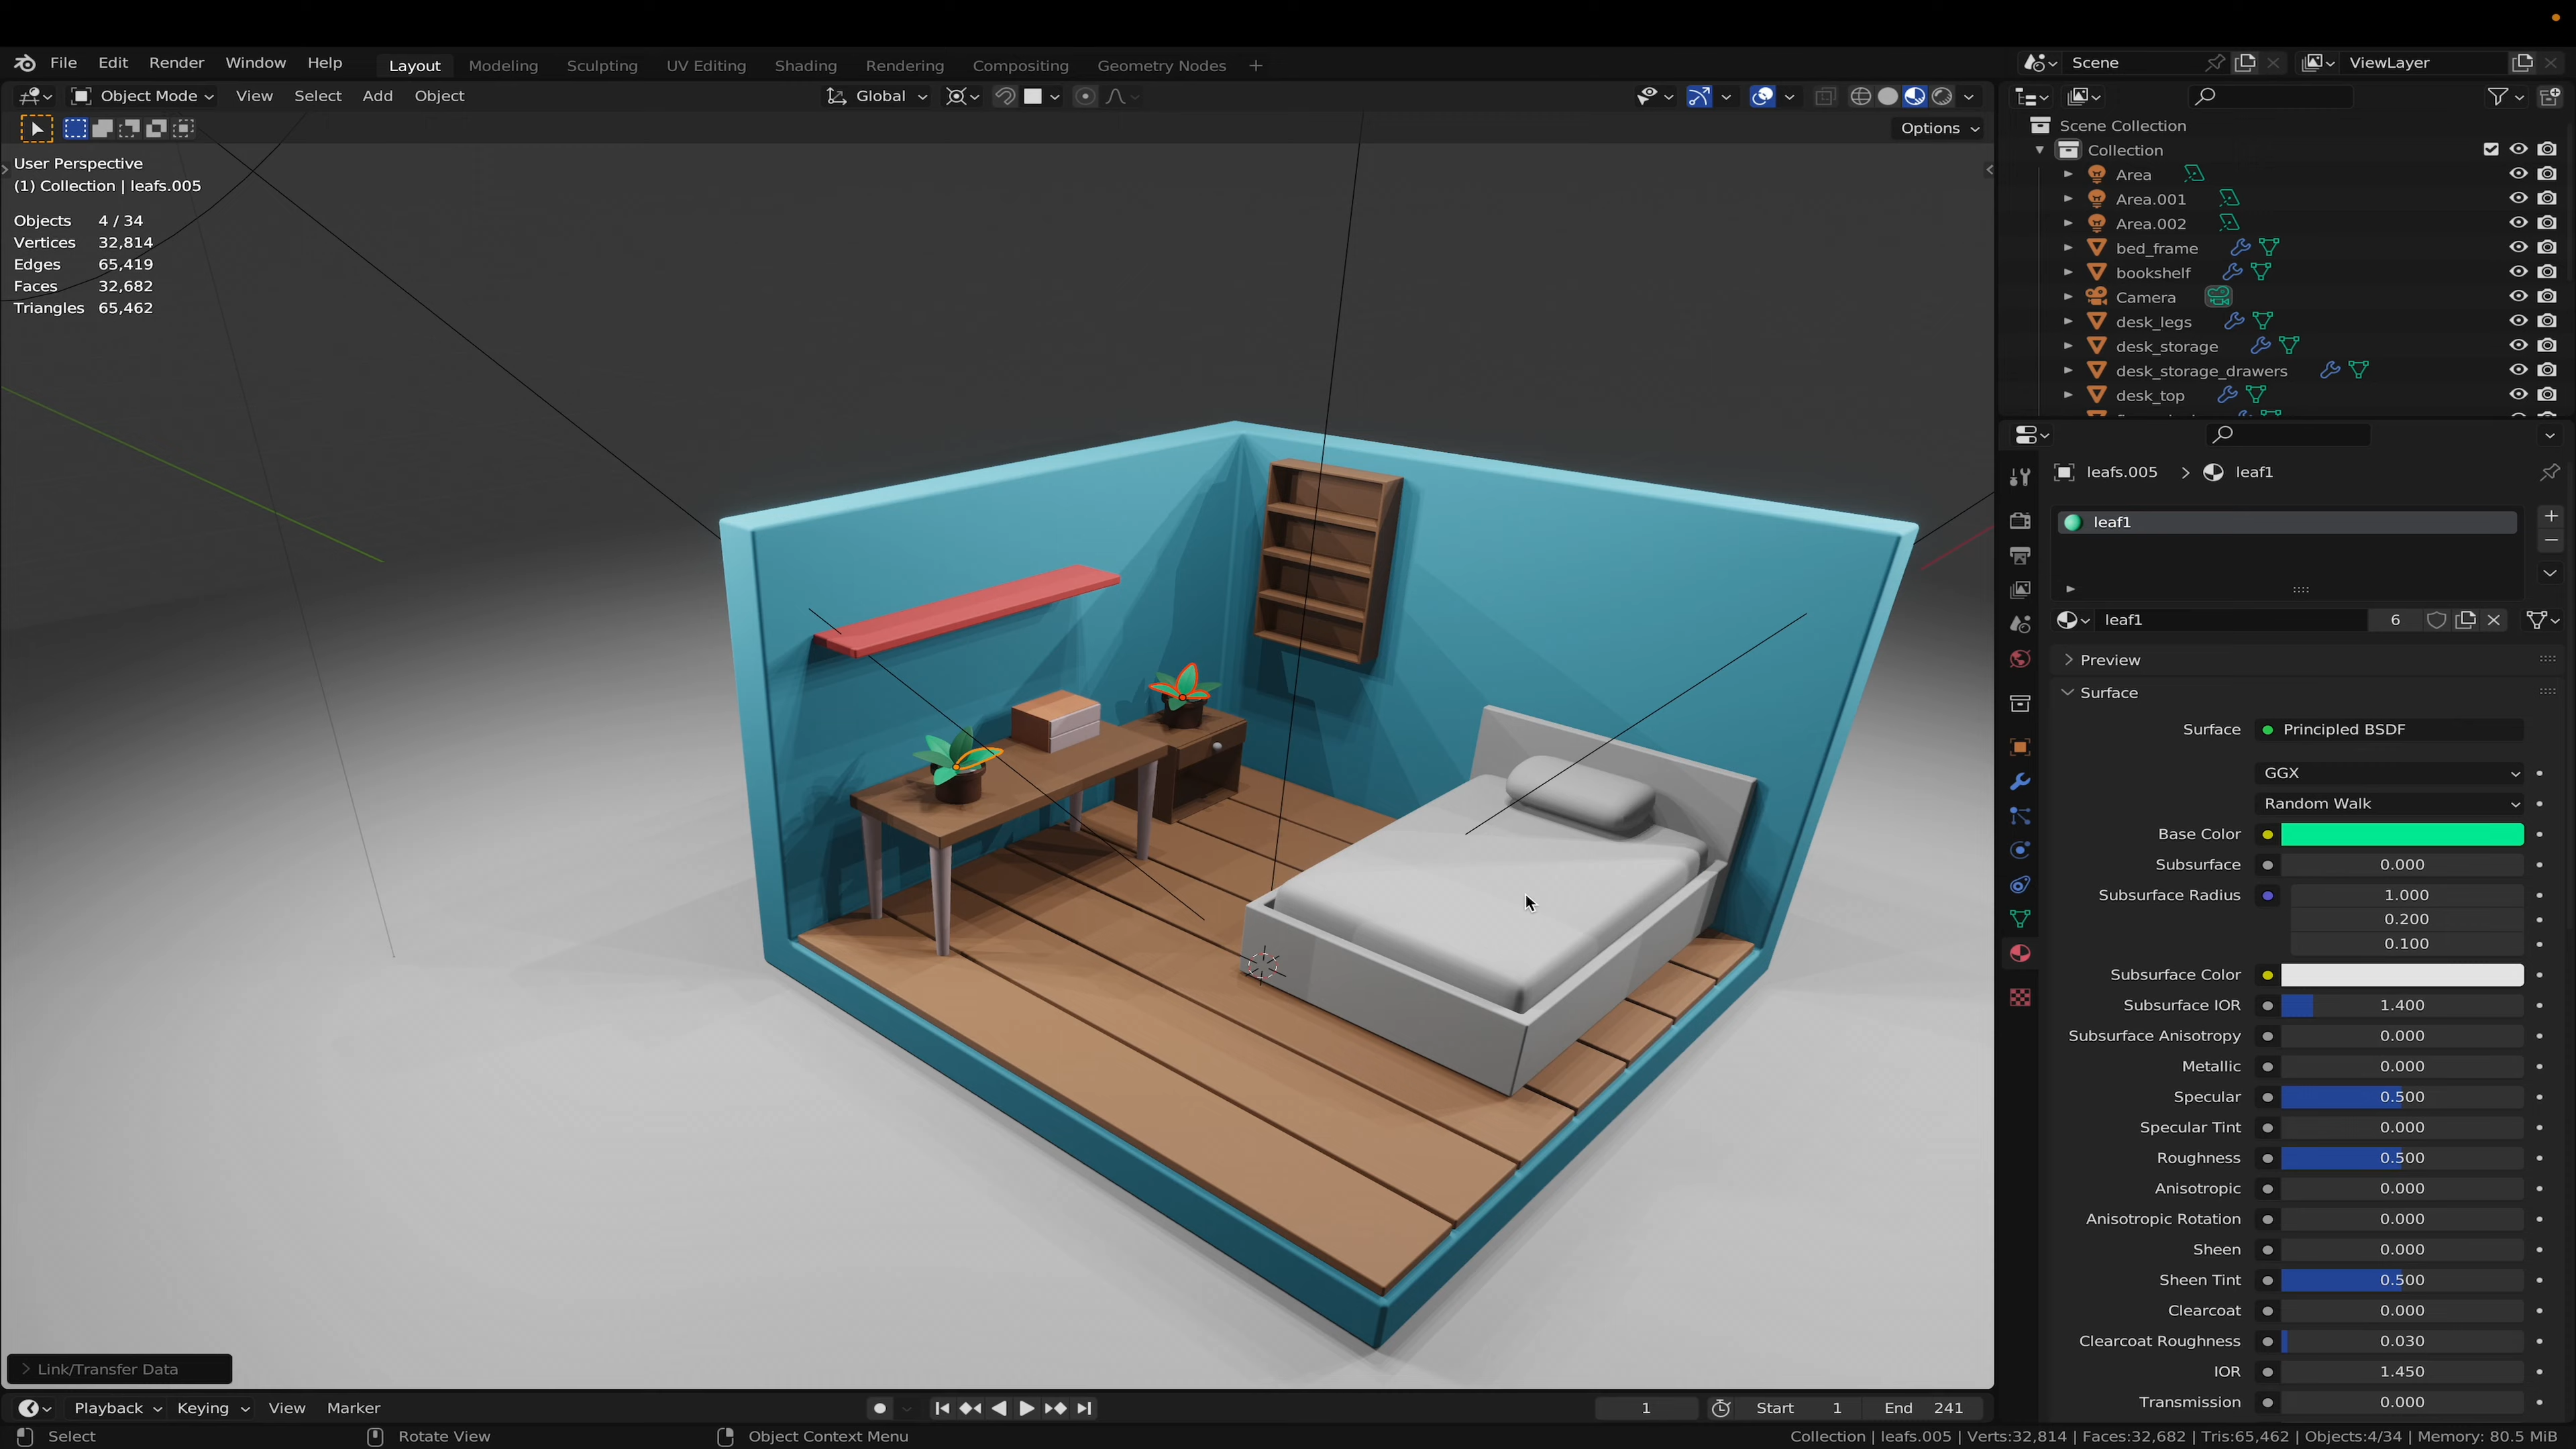 File Edit Render Window Help Layout Modeling Sculpting UV Editing Shading Rendering Compositing Geometry Nodes + Scene ViewLayer
Object Mode View Select Add Object Global
Options
User Perspective
(1) Collection | leafs.005
Objects 4 / 34
Vertices 32,814
Edges 65,419
Faces 32,682
Triangles 65,462
Scene Collection
Collection
Area
Area.001
Area.002
bed_frame
bookshelf
Camera
desk_legs
desk_storage
desk_storage_drawers
desk_top
leafs.005 > leaf1
leaf1
leaf1 6
Preview
Surface
Surface Principled BSDF
GGX
Random Walk
Base Color
Subsurface 0.000
Subsurface Radius 1.000
0.200
0.100
Subsurface Color
Subsurface IOR 1.400
Subsurface Anisotropy 0.000
Metallic 0.000
Specular 0.500
Specular Tint 0.000
Roughness 0.500
Anisotropic 0.000
Anisotropic Rotation 0.000
Sheen 0.000
Sheen Tint 0.500
Clearcoat 0.000
Clearcoat Roughness 0.030
IOR 1.450
Transmission 0.000
Link/Transfer Data
Playback Keying View Marker 1 Start 1 End 241
Select Rotate View Object Context Menu Collection | leafs.005 | Verts:32,814 | Faces:32,682 | Tris:65,462 | Objects:4/34 | Memory: 80.5 MiB